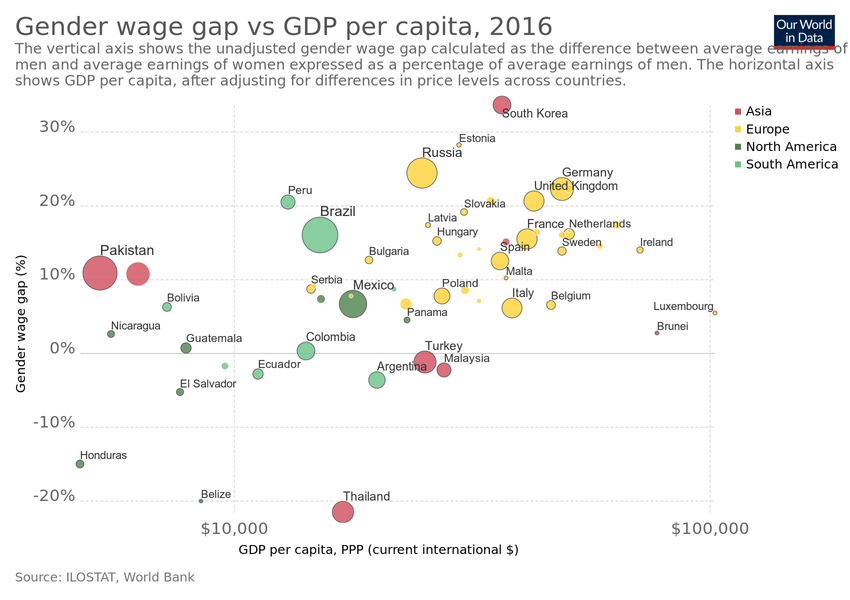 Gender wage gap vs GDP per capita, 2016
Our World
in Data
The vertical axis shows the unadjusted gender wage gap calculated as the difference between average earnings of
men and average earnings of women expressed as a percentage of average earnings of men. The horizontal axis
shows GDP per capita, after adjusting for differences in price levels across countries.
Asia
Europe
North America
South America
Gender wage gap (%)
30%
20%
10%
0%
-10%
-20%
South Korea
Estonia
Russia
Germany
United Kingdom
Peru
Slovakia
Brazil
Latvia
France
Netherlands
Hungary
Sweden
Ireland
Spain
Pakistan
Bulgaria
Malta
Serbia
Mexico
Poland
Italy
Belgium
Bolivia
Luxembourg
Panama
Nicaragua
Brunei
Guatemala
Colombia
Turkey
Malaysia
Ecuador
Argentina
El Salvador
Honduras
Belize
Thailand
$10,000
$100,000
GDP per capita, PPP (current international $)
Source: ILOSTAT, World Bank